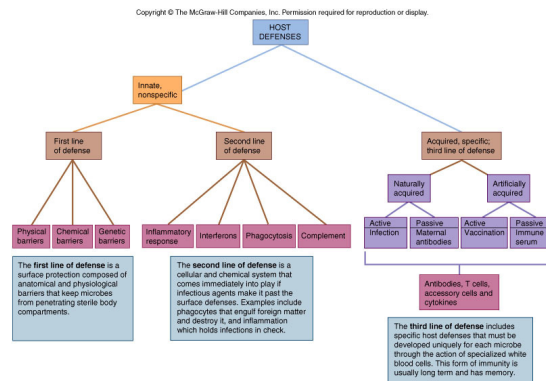 Copyright © The McGraw-Hill Companies, Inc. Permission required for reproduction or display.
HOST
DEFENSES
Innate,
nonspecific
First line
of defense
Second line
of defense
Acquired, specific;
third line of defense
Naturally
acquired
Artificially
acquired
Physical
barriers
Chemical
barriers
Genetic
barriers
Inflammatory
response
Interferons
Phagocytosis
Complement
Active
Infection
Passive
Maternal
antibodies
Active
Vaccination
Passive
Immune
serum
The first line of defense is a
surface protection composed of
anatomical and physiological
barriers that keep microbes
from penetrating sterile body
compartments.
The second line of defense is a
cellular and chemical system that
comes immediately into play if
infectious agents make it past the
surface defenses. Examples include
phagocytes that engulf foreign matter
and destroy it, and inflammation
which holds infections in check.
Antibodies, T cells,
accessory cells and
cytokines
The third line of defense includes
specific host defenses that must be
developed uniquely for each microbe
through the action of specialized white
blood cells. This form of immunity is
usually long term and has memory.